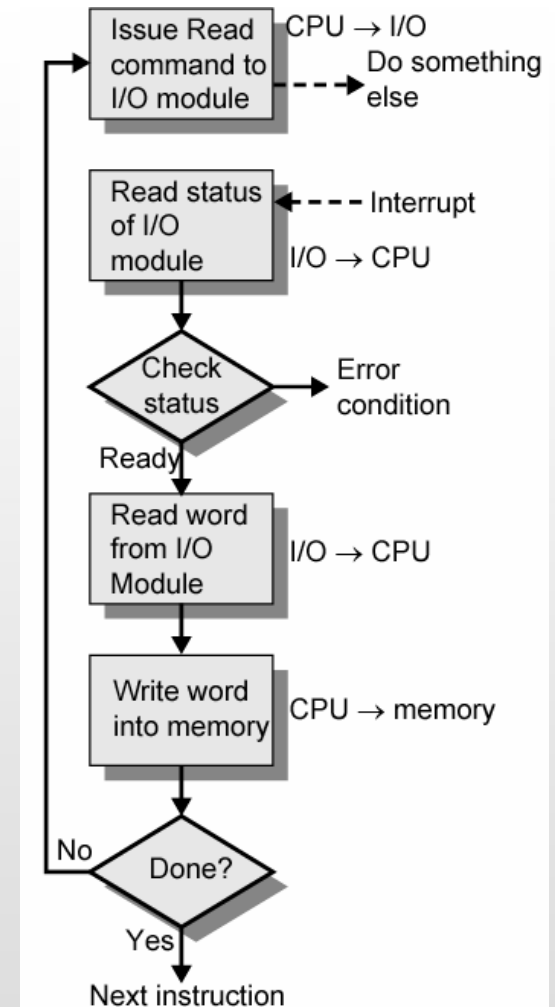 Issue Read
command to
I/O module
CPU → I/O
Do something
else
Read status
of I/O
module
Interrupt
I/O → CPU
Check
status
Error
condition
Ready
Read word
from I/O
Module
I/O → CPU
Write word
into memory
CPU → memory
No
Done?
Yes
Next instruction